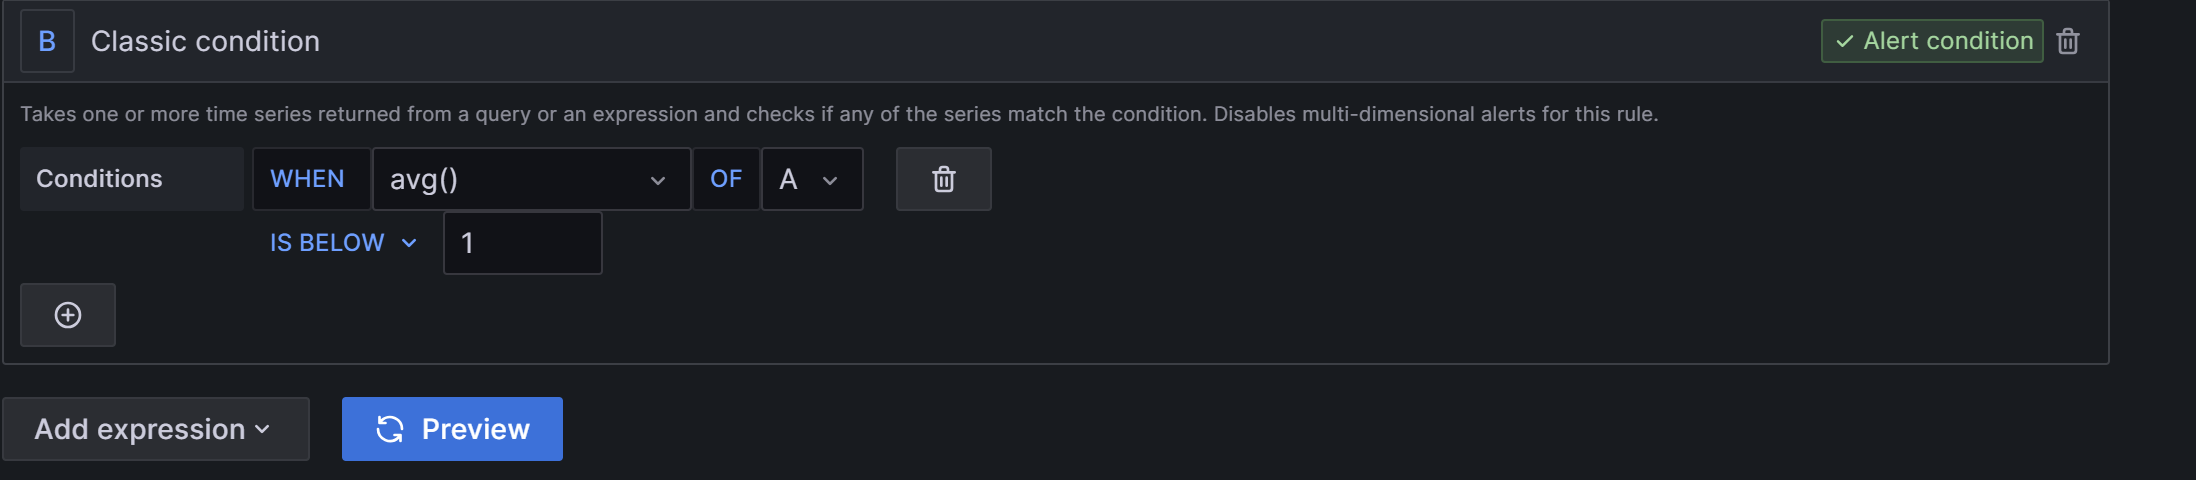 B Classic condition Alert condition
Takes one or more time series returned from a query or an expression and checks if any of the series match the condition. Disables multi-dimensional alerts for this rule.
Conditions WHEN avg() OF A
IS BELOW 1
Add expression Preview